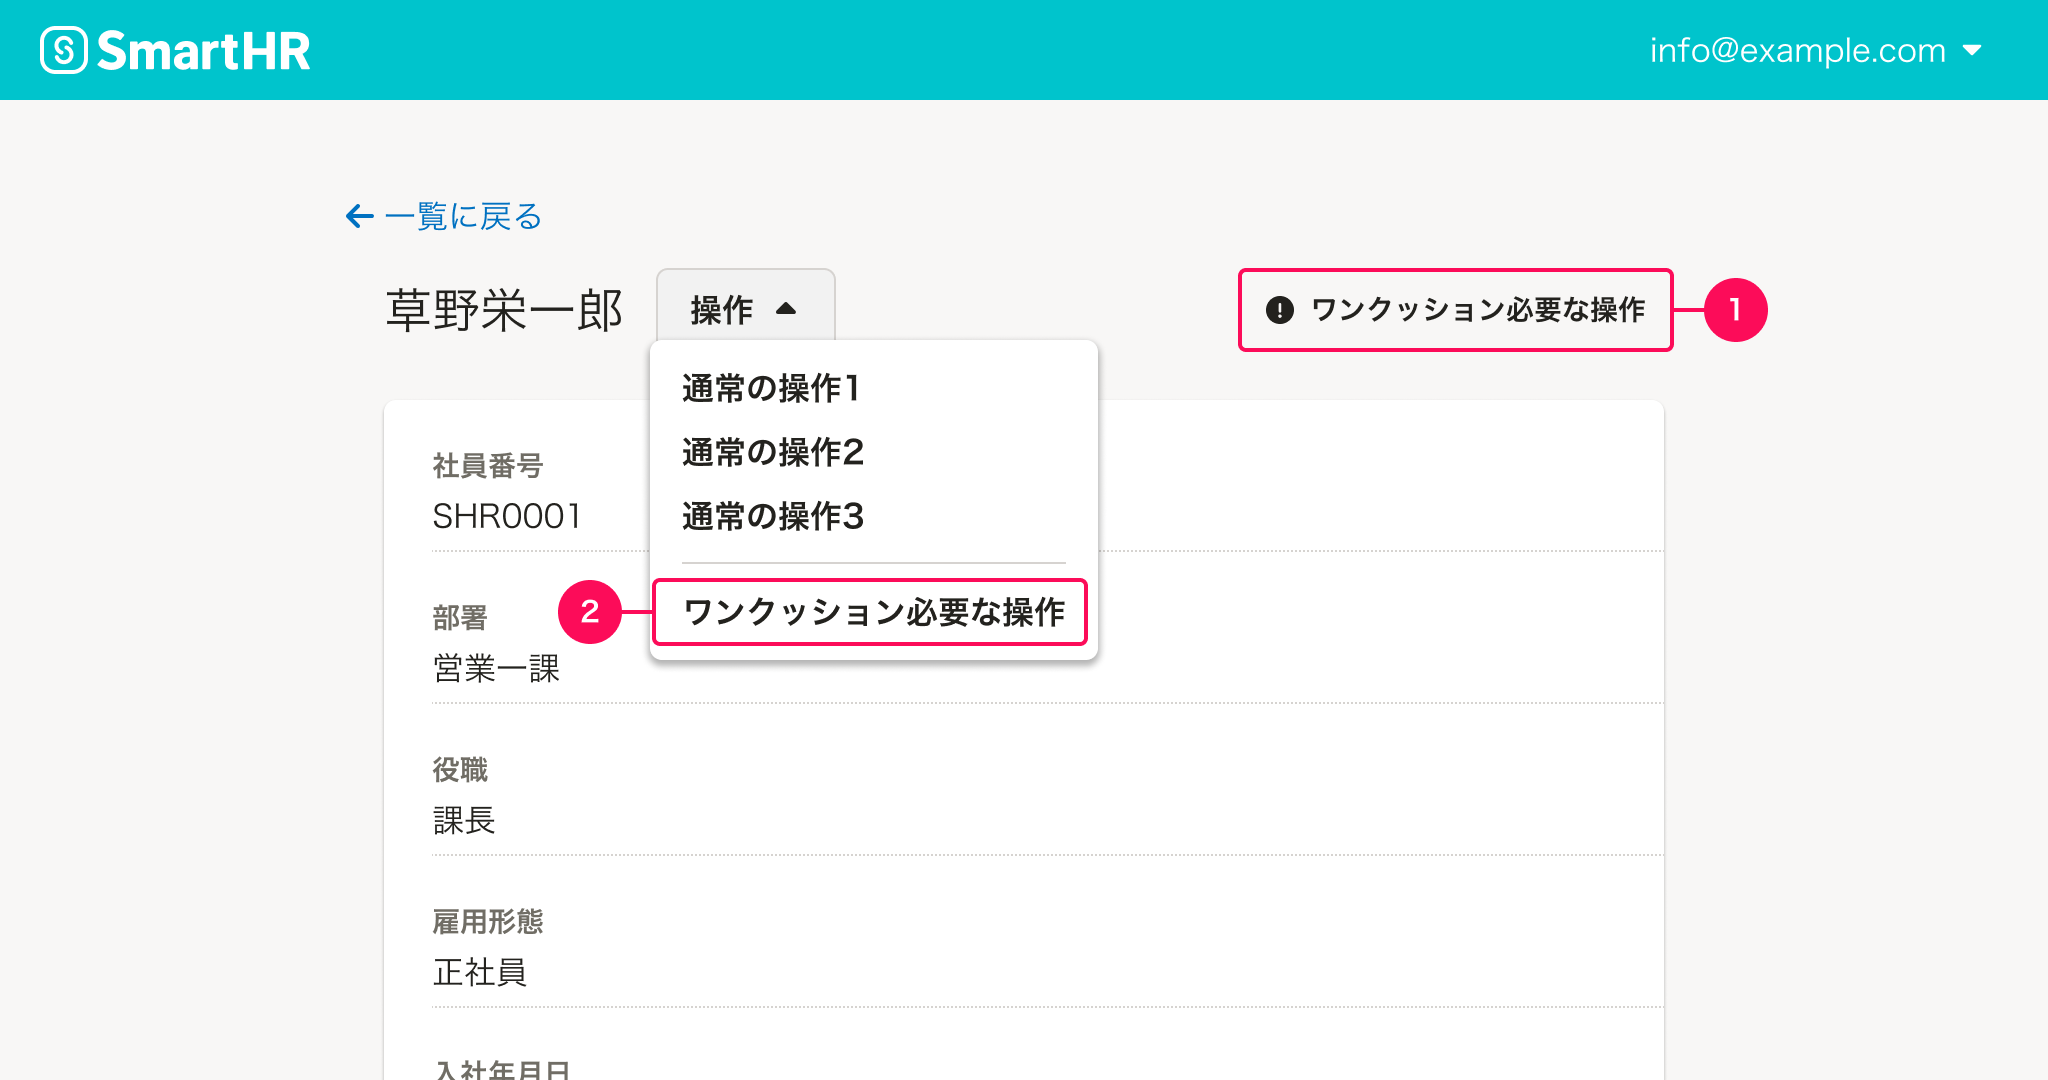 SmartHR
info@example.com
一覧に戻る
草野栄一郎
操作
ワンクッション必要な操作
1
通常の操作1
通常の操作2
通常の操作3
2
ワンクッション必要な操作
社員番号
SHR0001
部署
営業一課
役職
課長
雇用形態
正社員
入社年月日